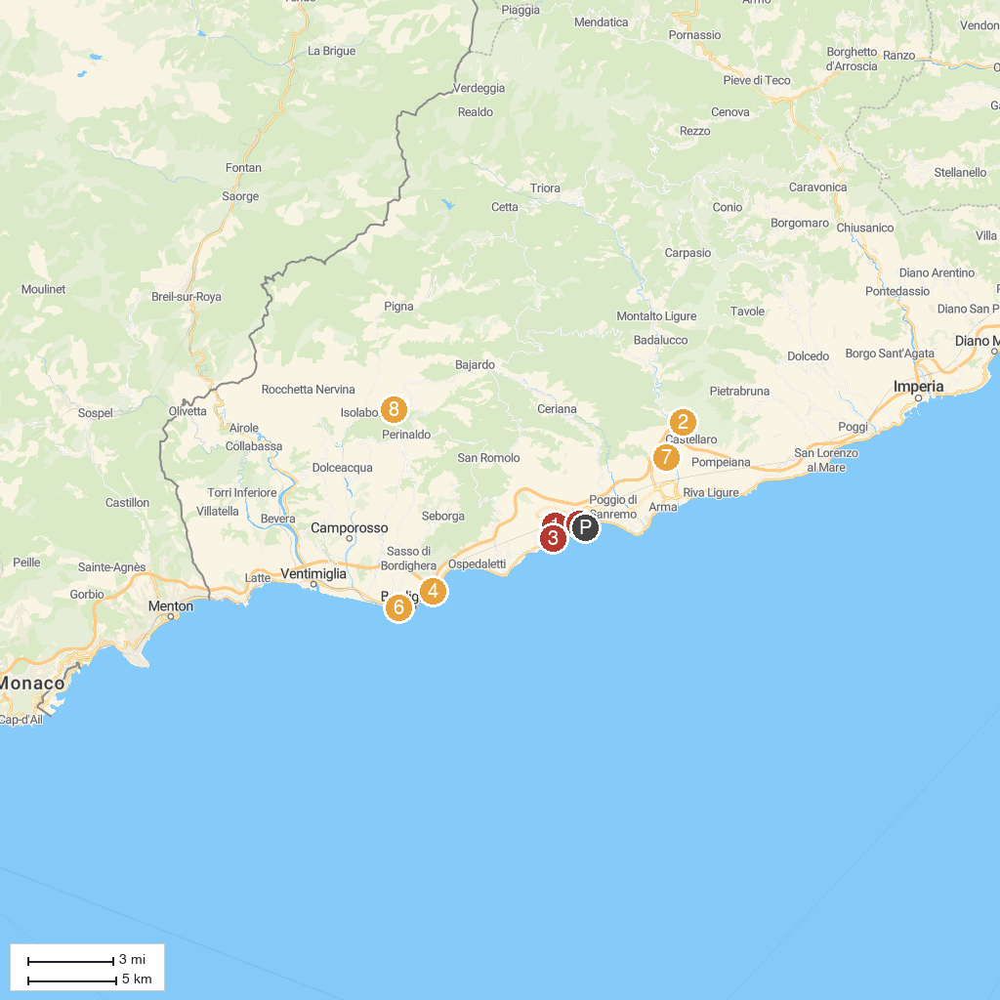 Piaggia
Mendatica
Pornassio
La Brigue
Borghetto
d'Arroscia
Ranzo
Verdeggia
Pieve di Teco
Realdo
Cenova
Rezzo
Fontan
Saorge
Triora
Cetta
Stellanello
Caravonica
Conio
Borgomaro
Chiusanico
Villa
Carpasio
Diano Arentino
Moulinet
Breil-sur-Roya
Pontedassio
Pigna
Tavole
Diano San P
Montalto Ligure
Badalucco
Diano M
Dolcedo
Borgo Sant'Agata
Bajardo
Imperia
Rocchetta Nervina
Pietrabruna
Olivetta
Sospel
Isolabo
8
Ceriana
2
Airole
Perinaldo
Castellaro
Poggi
Collabassa
San Romolo
7
Pompeiana
San Lorenzo
al Mare
Dolceacqua
Castillon
Torri Inferiore
Riva Ligure
Villatella
Poggio di
Sanremo
Arma
Bevera
Seborga
Camporosso
P
3
Peille
Sainte-Agnès
Sasso di
Bordighera
Ospedaletti
Ventimiglia
Latte
Gorbio
4
6
Menton
Monaco
Cap-d'Ail
3 mi
5 km